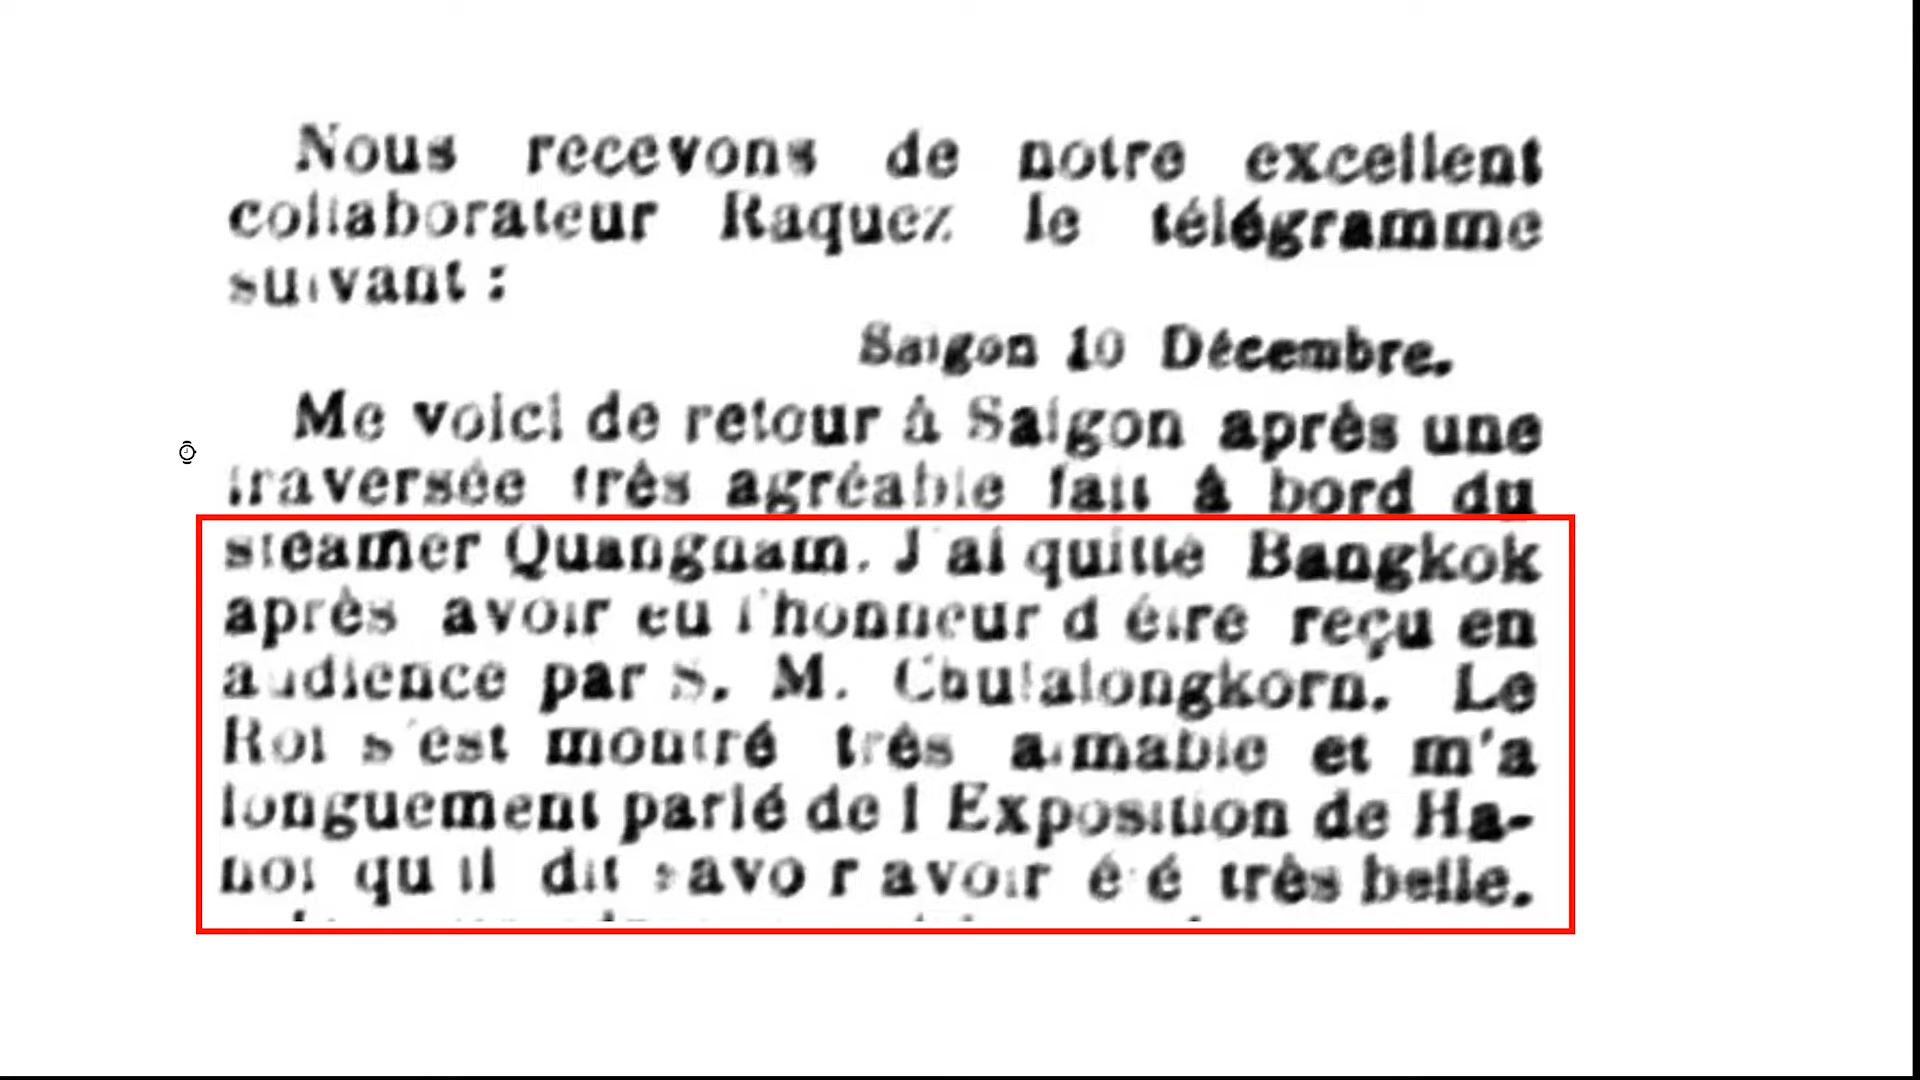 Nous recevons de notre excellent
collaborateur Raquez le télégramme
suivant :
Saigon 10 Décembre.
Me voici de retour à Saigon après une
traversée très agréable fait à bord du
steamer Quangnam. J'ai quitté Bangkok
après avoir eu l'honneur d être reçu en
audience par S. M. Chulalongkorn. Le
Roi s'est montré très aimable et m'a
longuement parlé de l Exposition de Ha-
noi qu il dit savoir avoir été très belle.